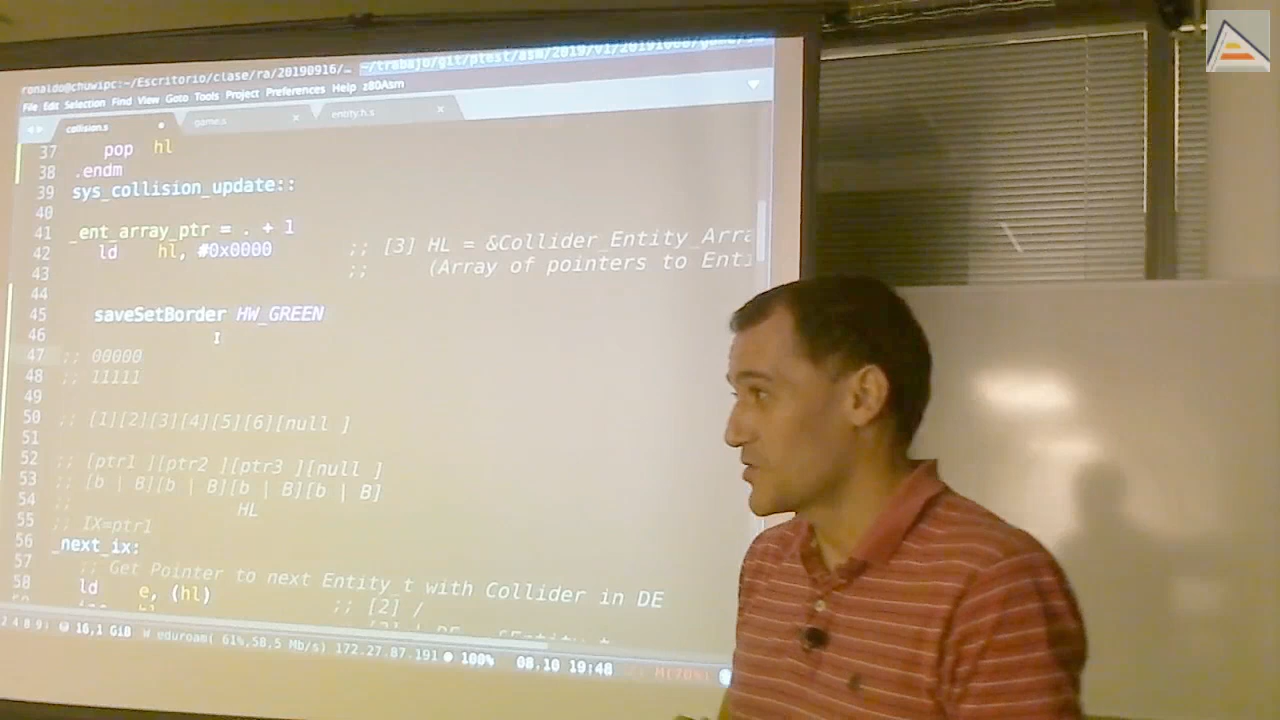 ronaldo@chuwipc:~/Escritorio/clase/ra/20190916/…
~/trabajo/git/ptest/asm/2019/v1/20191008/game/
File Edit Selection Find View Goto Tools Project Preferences Help z80Asm
collision.s
game.s
entity.h.s
37 pop hl
38 .endm
39 sys_collision_update::
40
41 _ent_array_ptr = . + 1
42 ld hl, #0x0000 ;; [3] HL = &Collider_Entity_Arra
43 ;; (Array of pointers to Enti
44
45 saveSetBorder HW_GREEN
46
47 ;; 00000
48 ;; 11111
49
50 ;; [1][2][3][4][5][6][null ]
51
52 ;; [ptr1 ][ptr2 ][ptr3 ][null ]
53 ;; [b | B][b | B][b | B][b | B]
54 ;; HL
55 ;; IX=ptr1
56 _next_ix:
57 ;; Get Pointer to next Entity_t with Collider in DE
58 ld e, (hl) ;; [2] /
16,1 GiB W eduroam( 61%,58,5 Mb/s) 172.27.87.191 100% 08.10 19:48